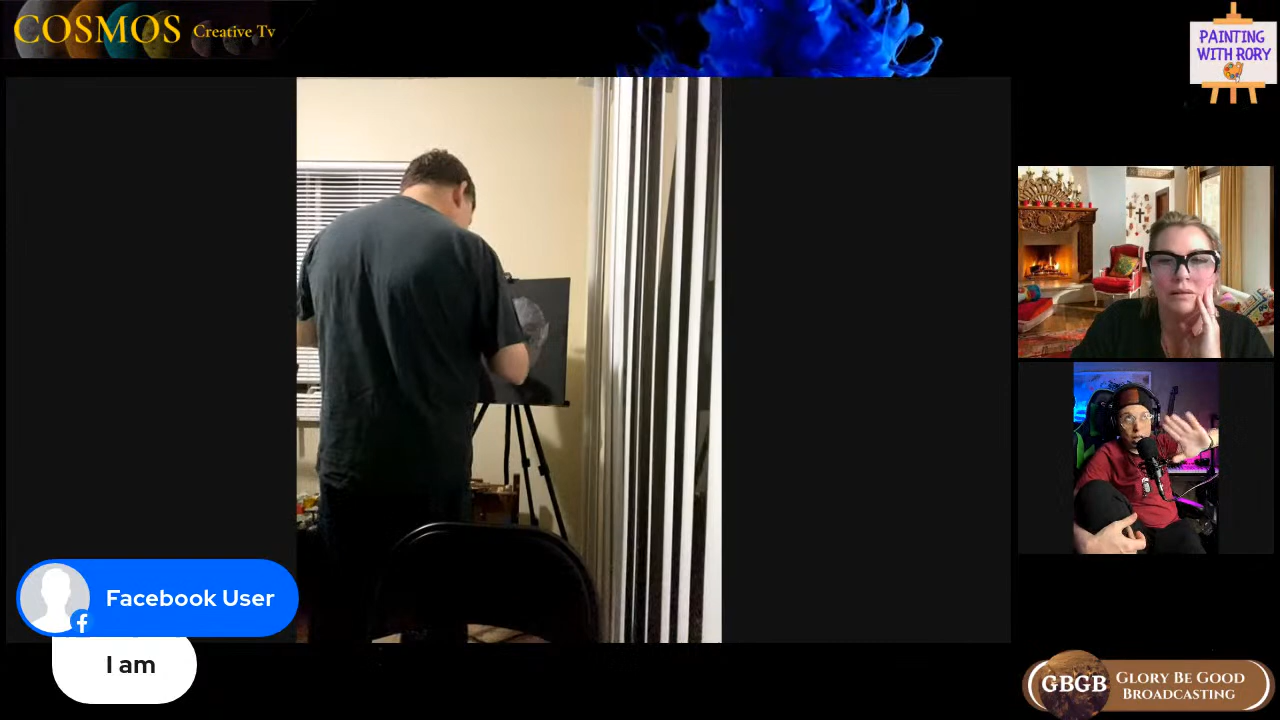 COSMOS Creative Tv
PAINTING
WITH RORY
Facebook User
I am
GBGB
GLORY BE GOOD
BROADCASTING